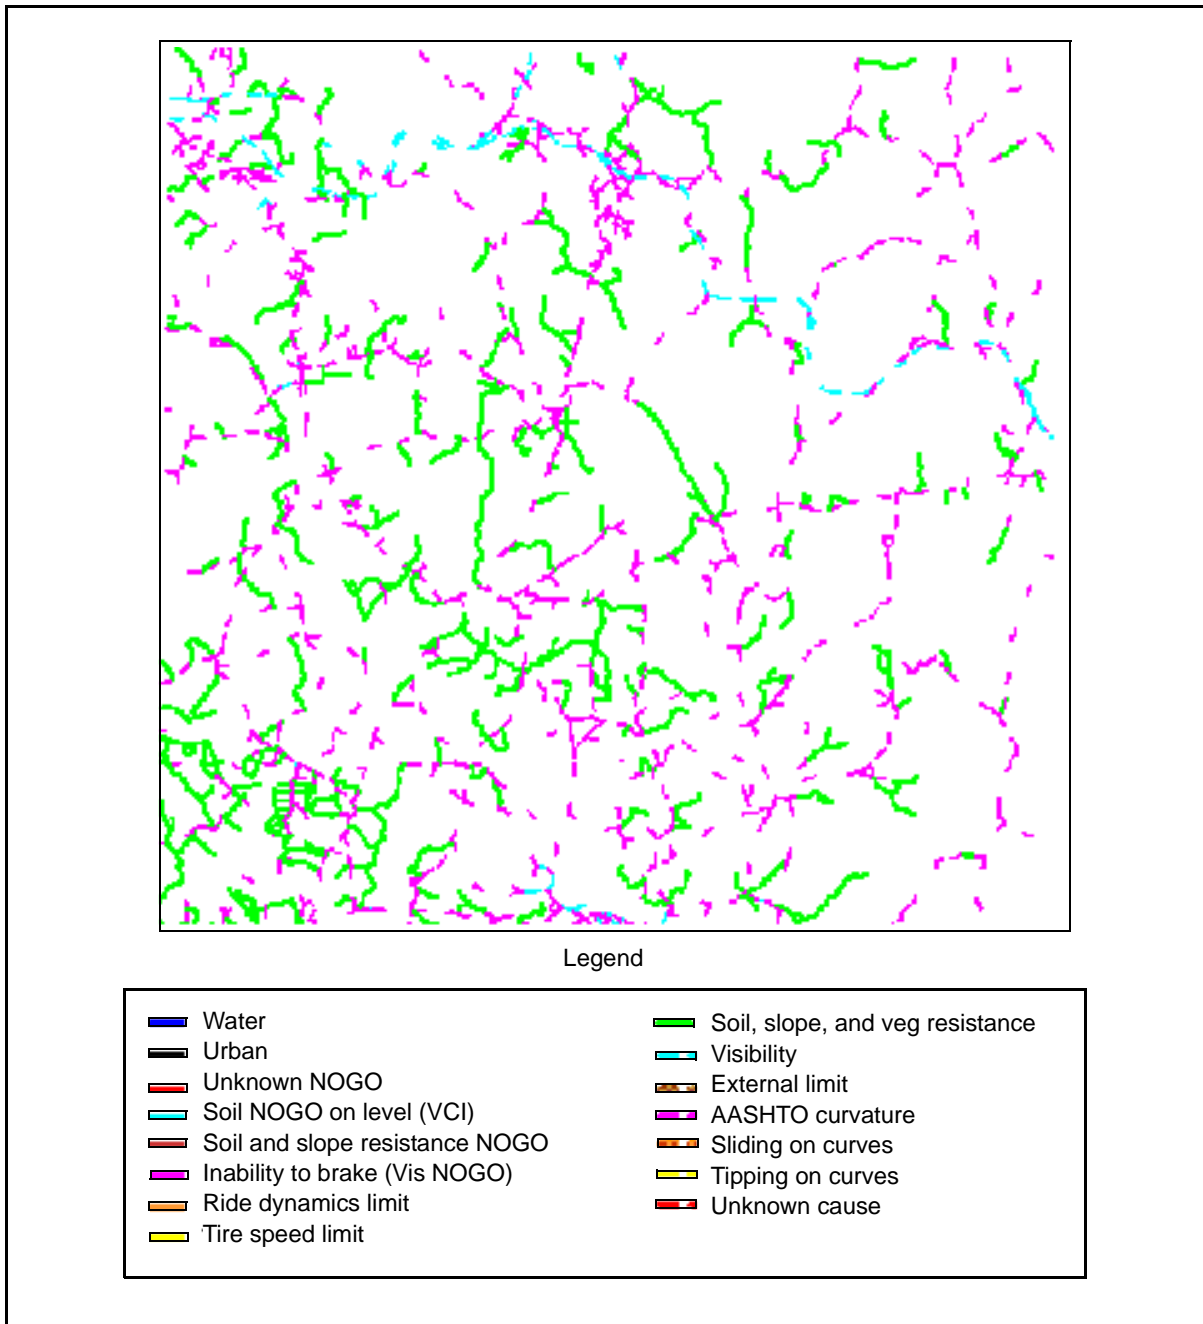 Legend
Water
Urban
Unknown NOGO
Soil NOGO on level (VCI)
Soil and slope resistance NOGO
Inability to brake (Vis NOGO)
Ride dynamics limit
Tire speed limit
Soil, slope, and veg resistance
Visibility
External limit
AASHTO curvature
Sliding on curves
Tipping on curves
Unknown cause